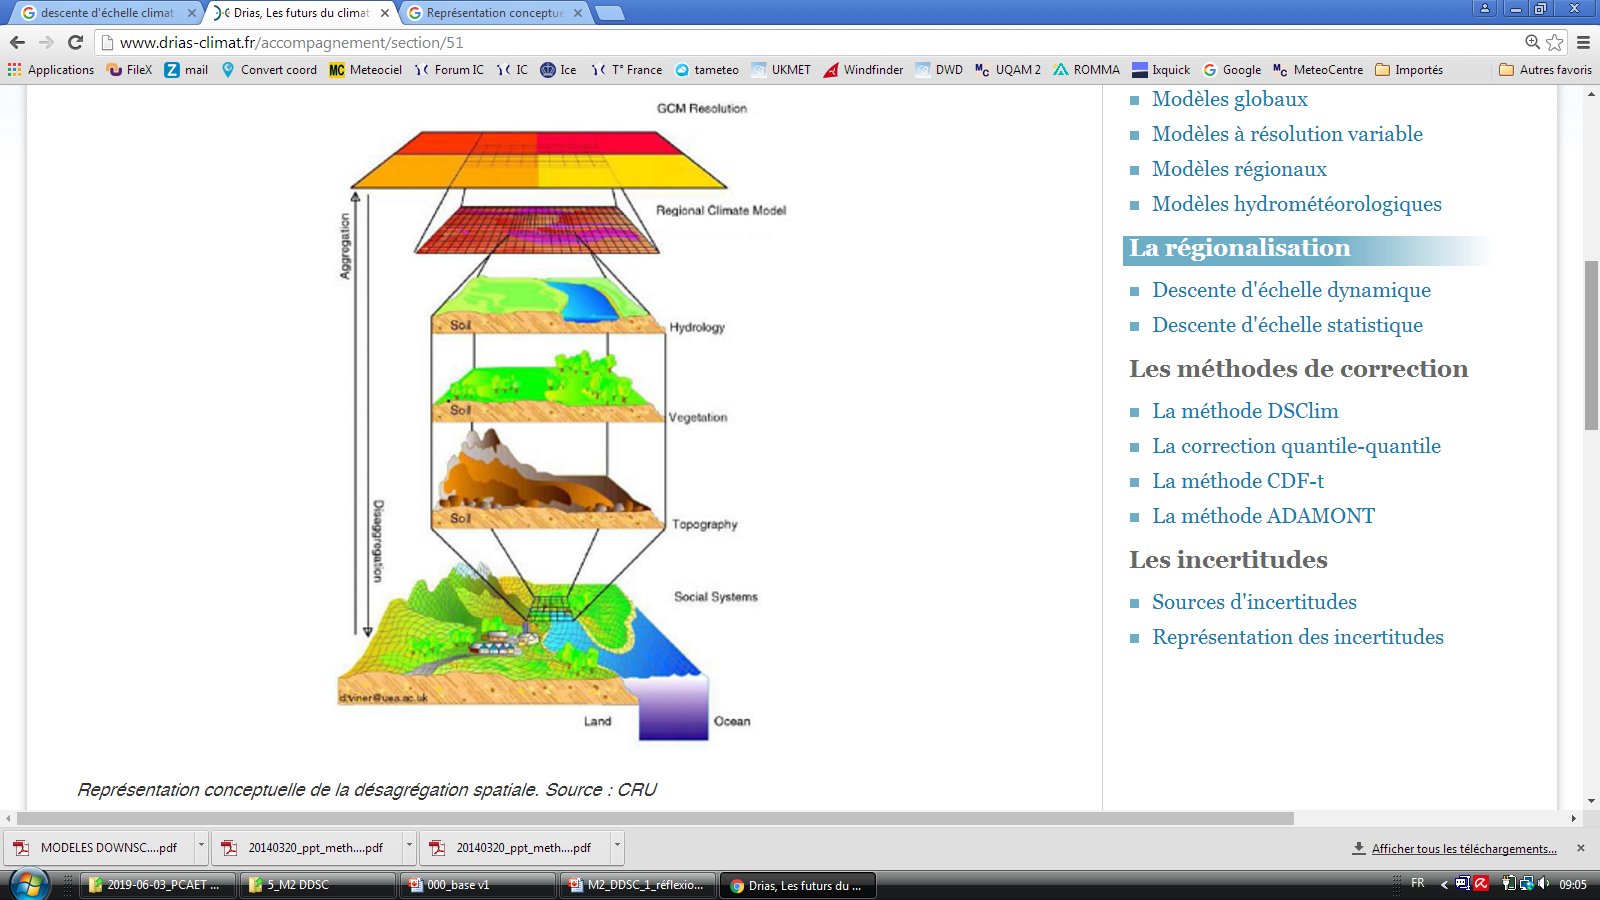 descente d'échelle climat
Drias, Les futurs du climat
Représentation conceptue
www.drias-climat.fr/accompagnement/section/51
Applications
FileX
mail
Convert coord
Meteociel
Forum IC
IC
Ice
T° France
tameteo
UKMET
Windfinder
DWD
UQAM 2
ROMMA
Ixquick
Google
MeteoCentre
Importés
Autres favoris
GCM Resolution
Regional Climate Model
Aggregation
Soil
Hydrology
Soil
Vegetation
Soil
Topography
Disaggregation
Social Systems
d.viner@uea.ac.uk
Land
Ocean
Représentation conceptuelle de la désagrégation spatiale. Source : CRU
Modèles globaux
Modèles à résolution variable
Modèles régionaux
Modèles hydrométéorologiques
La régionalisation
Descente d'échelle dynamique
Descente d'échelle statistique
Les méthodes de correction
La méthode DSClim
La correction quantile-quantile
La méthode CDF-t
La méthode ADAMONT
Les incertitudes
Sources d'incertitudes
Représentation des incertitudes
MODELES DOWNSC....pdf
20140320_ppt_meth....pdf
20140320_ppt_meth....pdf
Afficher tous les téléchargements...
2019-06-03_PCAET ...
5_M2 DDSC
000_base v1
M2_DDSC_1_réflexio...
Drias, Les futurs du ...
FR
09:05